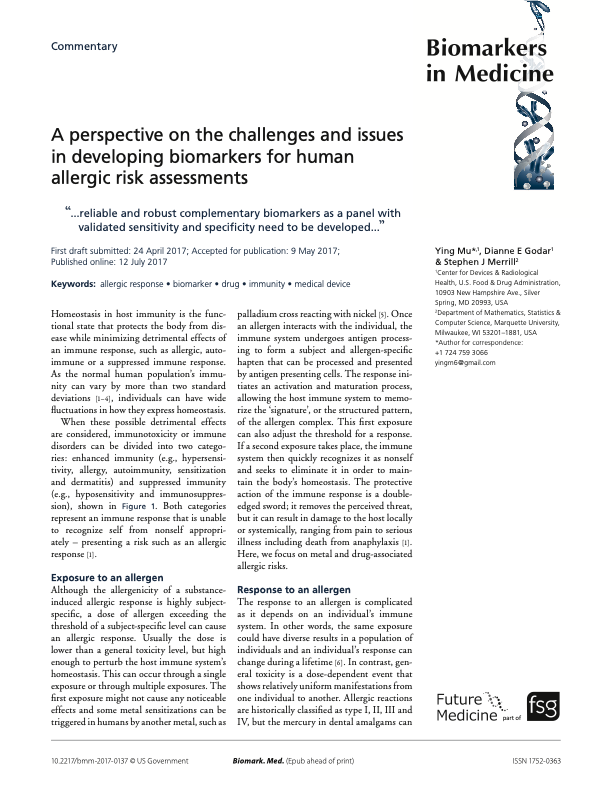 Commentary
Biomarkers
in Medicine
A perspective on the challenges and issues
in developing biomarkers for human
allergic risk assessments
“...reliable and robust complementary biomarkers as a panel with
validated sensitivity and specificity need to be developed...”
First draft submitted: 24 April 2017; Accepted for publication: 9 May 2017;
Published online: 12 July 2017
Keywords: allergic response • biomarker • drug • immunity • medical device
Homeostasis in host immunity is the func-
tional state that protects the body from dis-
ease while minimizing detrimental effects of
an immune response, such as allergic, auto-
immune or a suppressed immune response.
As the normal human population’s immu-
nity can vary by more than two standard
deviations [1–4], individuals can have wide
fluctuations in how they express homeostasis.
When these possible detrimental effects
are considered, immunotoxicity or immune
disorders can be divided into two catego-
ries: enhanced immunity (e.g., hypersensi-
tivity, allergy, autoimmunity, sensitization
and dermatitis) and suppressed immunity
(e.g., hyposensitivity and immunosuppres-
sion), shown in Figure 1. Both categories
represent an immune response that is unable
to recognize self from nonself appropri-
ately – presenting a risk such as an allergic
response [1].
Exposure to an allergen
Although the allergenicity of a substance-
induced allergic response is highly subject-
specific, a dose of allergen exceeding the
threshold of a subject-specific level can cause
an allergic response. Usually the dose is
lower than a general toxicity level, but high
enough to perturb the host immune system’s
homeostasis. This can occur through a single
exposure or through multiple exposures. The
first exposure might not cause any noticeable
effects and some metal sensitizations can be
triggered in humans by another metal, such as
palladium cross reacting with nickel [5]. Once
an allergen interacts with the individual, the
immune system undergoes antigen process-
ing to form a subject and allergen-specific
hapten that can be processed and presented
by antigen presenting cells. The response ini-
tiates an activation and maturation process,
allowing the host immune system to memo-
rize the ‘signature’, or the structured pattern,
of the allergen complex. This first exposure
can also adjust the threshold for a response.
If a second exposure takes place, the immune
system then quickly recognizes it as nonself
and seeks to eliminate it in order to main-
tain the body’s homeostasis. The protective
action of the immune response is a double-
edged sword; it removes the perceived threat,
but it can result in damage to the host locally
or systemically, ranging from pain to serious
illness including death from anaphylaxis [1].
Here, we focus on metal and drug-associated
allergic risks.
Response to an allergen
The response to an allergen is complicated
as it depends on an individual’s immune
system. In other words, the same exposure
could have diverse results in a population of
individuals and an individual’s response can
change during a lifetime [6]. In contrast, gen-
eral toxicity is a dose-dependent event that
shows relatively uniform manifestations from
one individual to another. Allergic reactions
are historically classified as type I, II, III and
IV, but the mercury in dental amalgams can
Ying Mu*,1, Dianne E Godar1
& Stephen J Merrill2
1Center for Devices & Radiological
Health, U.S. Food & Drug Administration,
10903 New Hampshire Ave., Silver
Spring, MD 20993, USA
2Department of Mathematics, Statistics &
Computer Science, Marquette University,
Milwaukee, WI 53201–1881, USA
*Author for correspondence:
+1 724 759 3066
yingm6@gmail.com
Future
Medicine part of fsg
10.2217/bmm-2017-0137 © US Government
Biomark. Med. (Epub ahead of print)
ISSN 1752-0363